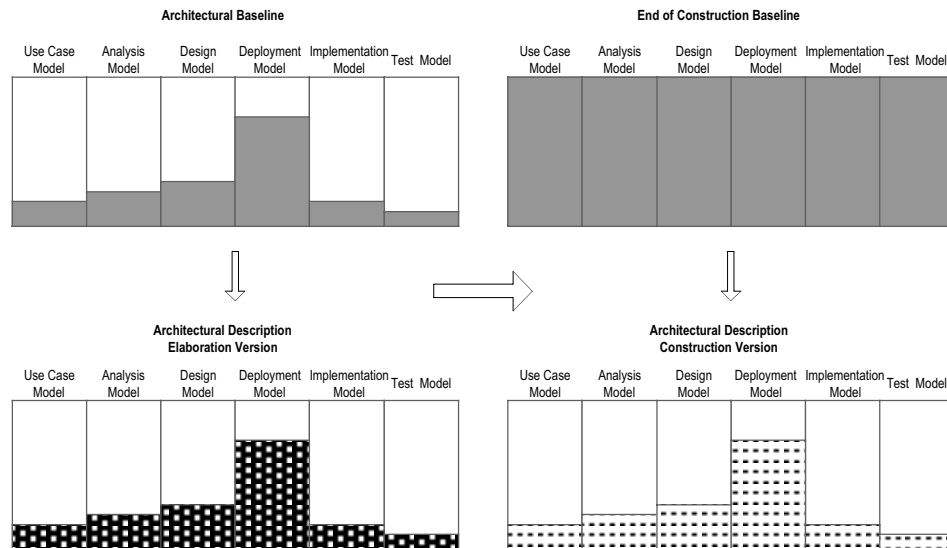 Architectural Baseline
Use Case
Model
Analysis
Model
Design
Model
Deployment
Model
Implementation
Model
Test Model
End of Construction Baseline
Use Case
Model
Analysis
Model
Design
Model
Deployment
Model
Implementation
Model
Test Model
Architectural Description
Elaboration Version
Use Case
Model
Analysis
Model
Design
Model
Deployment
Model
Implementation
Model
Test Model
Architectural Description
Construction Version
Use Case
Model
Analysis
Model
Design
Model
Deployment
Model
Implementation
Model
Test Model